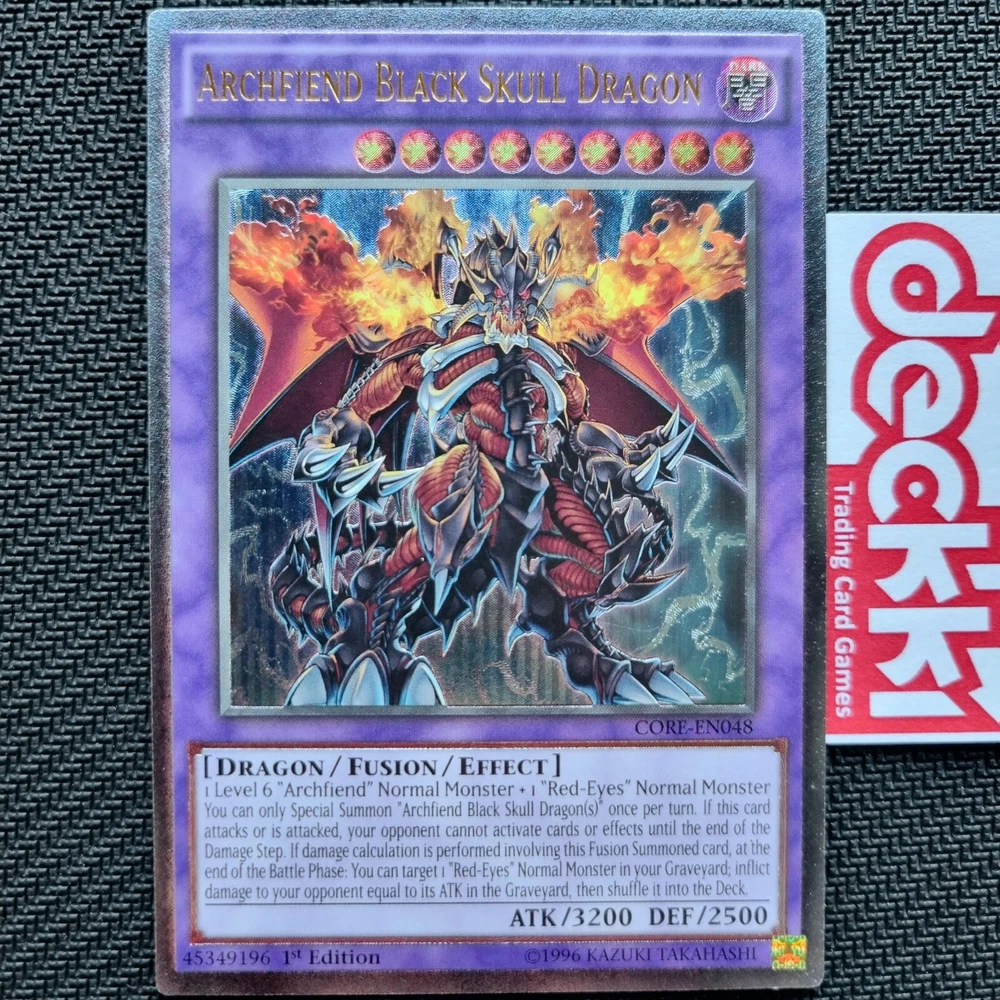 ARCHFIEND BLACK SKULL DRAGON
DARK
CORE-EN048
[DRAGON/FUSION/EFFECT]
1 Level 6 "Archfiend" Normal Monster + 1 "Red-Eyes" Normal Monster
You can only Special Summon "Archfiend Black Skull Dragon(s)" once per turn. If this card
attacks or is attacked, your opponent cannot activate cards or effects until the end of the
Damage Step. If damage calculation is performed involving this Fusion Summoned card, at the
end of the Battle Phase: You can target 1 "Red-Eyes" Normal Monster in your Graveyard; inflict
damage to your opponent equal to its ATK in the Graveyard, then shuffle it into the Deck.
ATK/3200 DEF/2500
45349196 1st Edition ©1996 KAZUKI TAKAHASHI
dekki
Trading Card Games